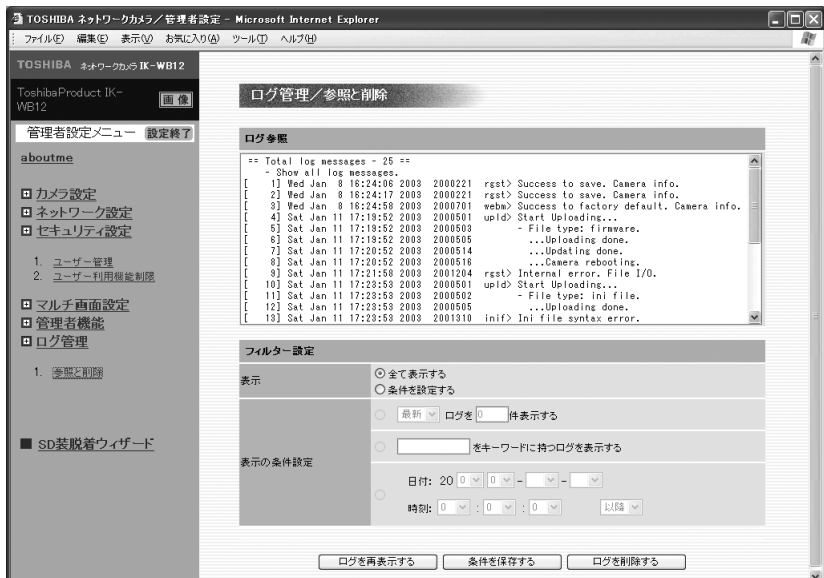 TOSHIBA ネットワークカメラ／管理者設定 - Microsoft Internet Explorer
ファイル(F) 編集(E) 表示(V) お気に入り(A) ツール(T) ヘルプ(H)
TOSHIBA ネットワークカメラ IK-WB12
ToshibaProduct IK-
WB12
画像
管理者設定メニュー 設定終了
aboutme
カメラ設定
ネットワーク設定
セキュリティ設定
1. ユーザー管理
2. ユーザー利用機能制限
マルチ画面設定
管理者機能
ログ管理
1. 参照と削除
SD装脱着ウィザード
ログ管理／参照と削除
ログ参照
== Total log messages - 25 ==
- Show all log messages.
[ 1] Wed Jan 8 16:24:06 2003 2000221 rgst> Success to save. Camera info.
[ 2] Wed Jan 8 16:24:17 2003 2000221 rgst> Success to save. Camera info.
[ 3] Wed Jan 8 16:24:58 2003 2000701 webm> Success to factory default. Camera info.
[ 4] Sat Jan 11 17:19:52 2003 2000501 upld> Start Uploading...
[ 5] Sat Jan 11 17:19:52 2003 2000503 - File type: firmware.
[ 6] Sat Jan 11 17:19:52 2003 2000505 ...Uploading done.
[ 7] Sat Jan 11 17:20:52 2003 2000514 ...Updating done.
[ 8] Sat Jan 11 17:20:52 2003 2000516 ...Camera rebooting.
[ 9] Sat Jan 11 17:21:58 2003 2001204 rgst> Internal error. File I/O.
[ 10] Sat Jan 11 17:23:53 2003 2000501 upld> Start Uploading...
[ 11] Sat Jan 11 17:23:53 2003 2000502 - File type: ini file.
[ 12] Sat Jan 11 17:23:53 2003 2000505 ...Uploading done.
[ 13] Sat Jan 11 17:23:53 2003 2001310 inif> Ini file syntax error.
フィルター設定
表示
全て表示する
条件を設定する
表示の条件設定
最新 ログを 0 件表示する
をキーワードに持つログを表示する
日付: 20 0 0 - -
時刻: 0 : 0 : 0 以降
ログを再表示する 条件を保存する ログを削除する